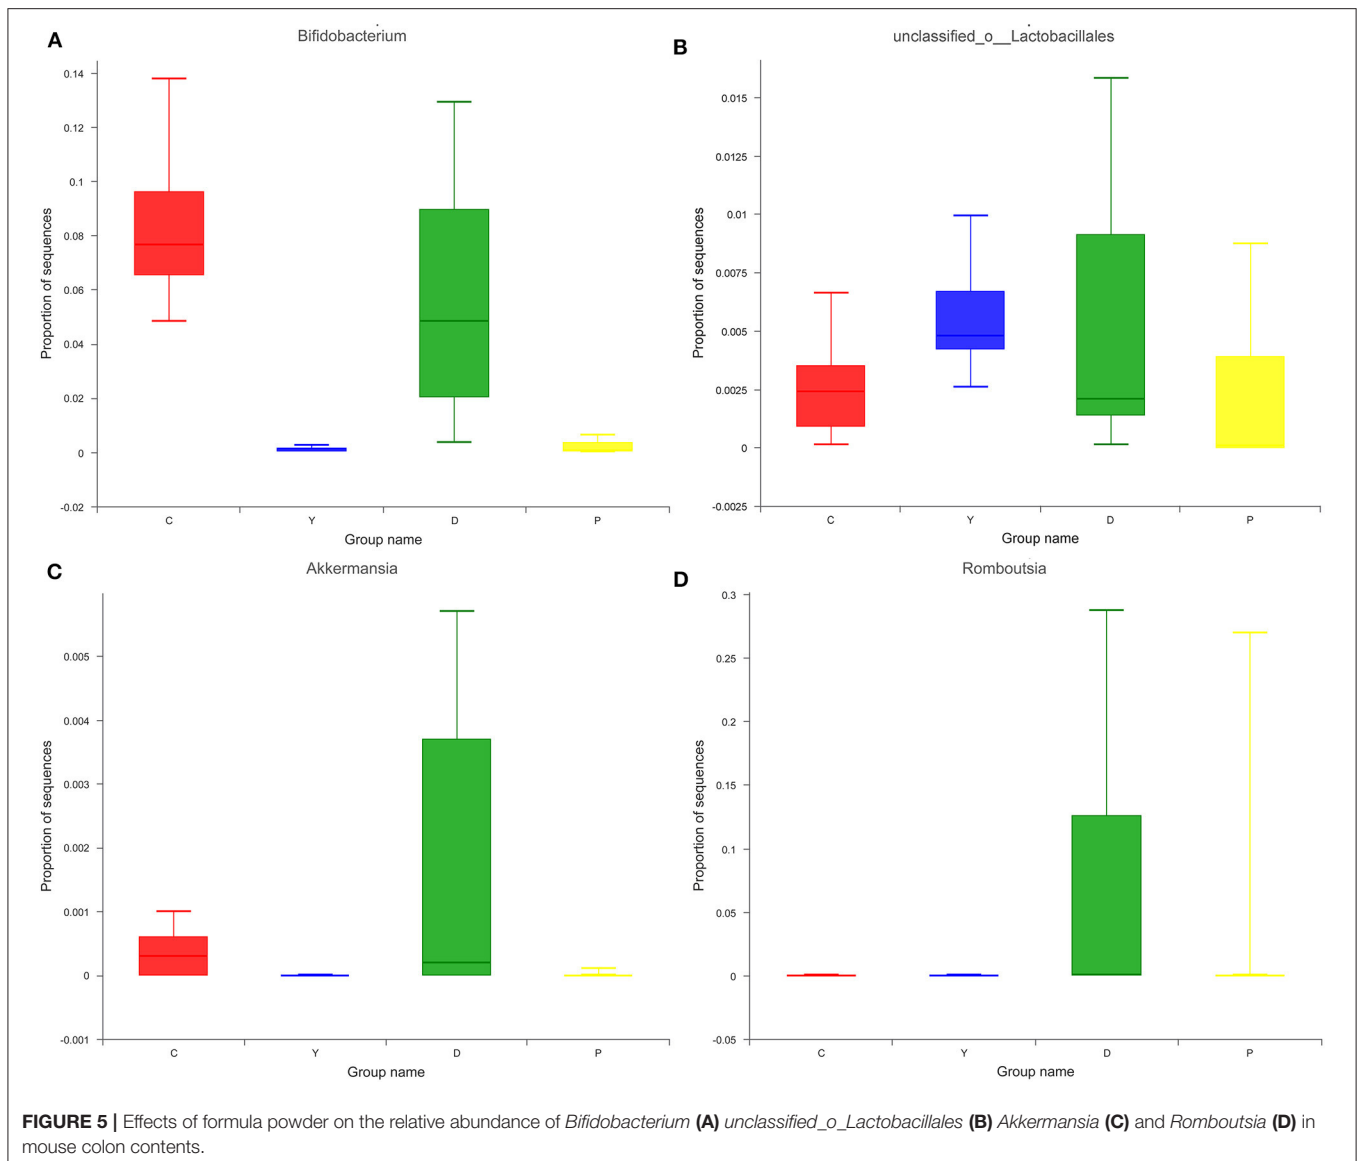 A
Bifidobacterium
Proportion of sequences
0.14
0.12
0.1
0.08
0.06
0.04
0.02
0
-0.02
C Y D P
Group name
B
unclassified_o__Lactobacillales
Proportion of sequences
0.015
0.0125
0.01
0.0075
0.005
0.0025
0
-0.0025
C Y D P
Group name
C
Akkermansia
Proportion of sequences
0.005
0.004
0.003
0.002
0.001
0
-0.001
C Y D P
Group name
D
Romboutsia
Proportion of sequences
0.3
0.25
0.2
0.15
0.1
0.05
0
-0.05
C Y D P
Group name
FIGURE 5 | Effects of formula powder on the relative abundance of Bifidobacterium (A) unclassified_o_Lactobacillales (B) Akkermansia (C) and Romboutsia (D) in
mouse colon contents.